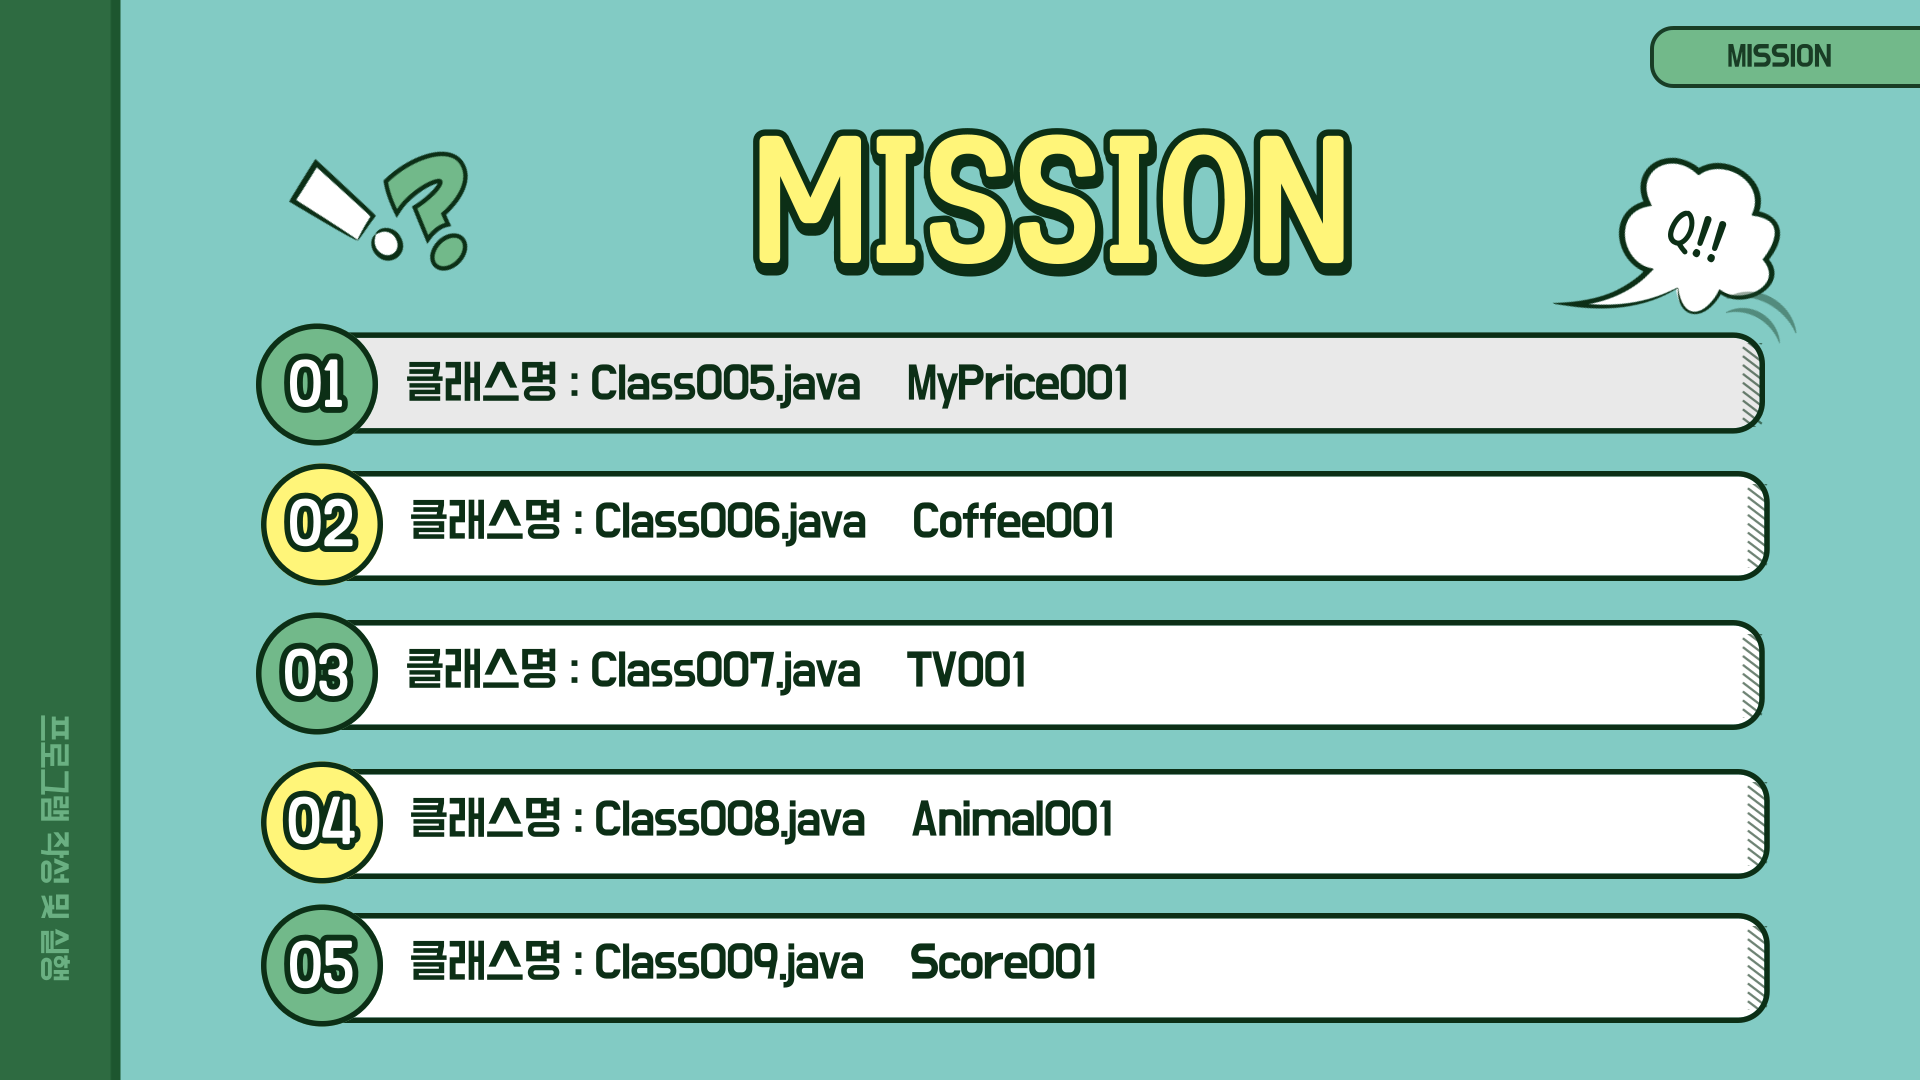 MISSION
MISSION
!?
Q!!
01 클래스명 : Class005.java MyPrice001
02 클래스명 : Class006.java Coffee001
03 클래스명 : Class007.java TV001
04 클래스명 : Class008.java Animal001
05 클래스명 : Class009.java Score001
프로그램 작성 및 실행